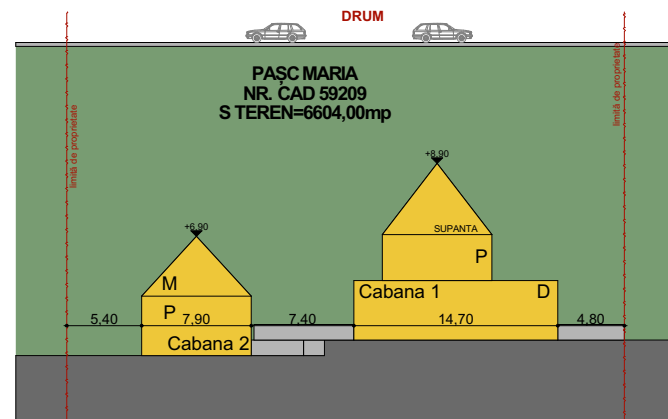 DRUM
PAȘC MARIA
NR. CAD 59209
S TEREN=6604,00mp
limită de proprietate
limită de proprietate
+8,90
SUPANTA
P
+6,90
M
P
Cabana 1
D
5,40
7,90
7,40
14,70
4,80
Cabana 2